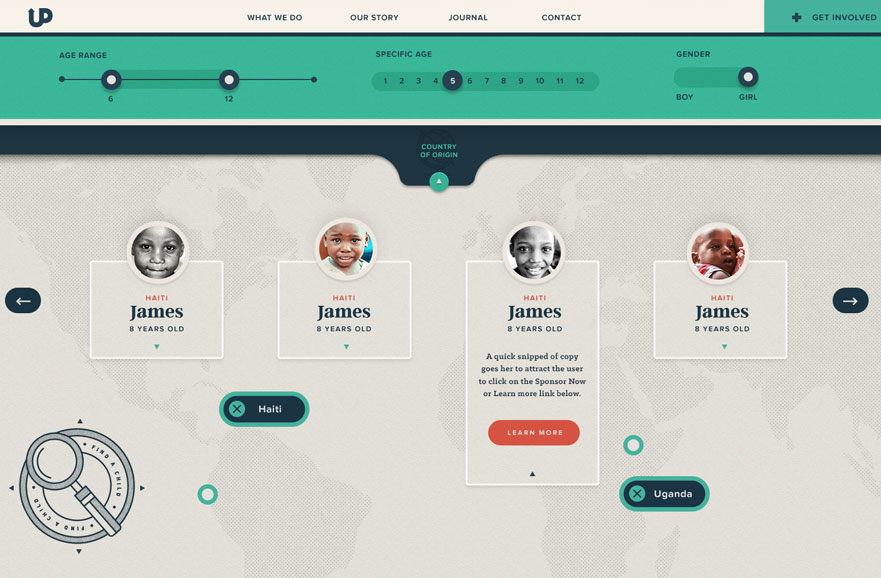 UP
WHAT WE DO
OUR STORY
JOURNAL
CONTACT
GET INVOLVED
AGE RANGE
6
12
SPECIFIC AGE
1 2 3 4 5 6 7 8 9 10 11 12
GENDER
BOY
GIRL
COUNTRY
OF ORIGIN
HAITI
James
8 YEARS OLD
HAITI
James
8 YEARS OLD
HAITI
James
8 YEARS OLD
A quick snipped of copy
goes her to attract the user
to click on the Sponsor Now
or Learn more link below.
LEARN MORE
HAITI
James
8 YEARS OLD
Haiti
FIND A CHILD
FIND A CHILD
Uganda